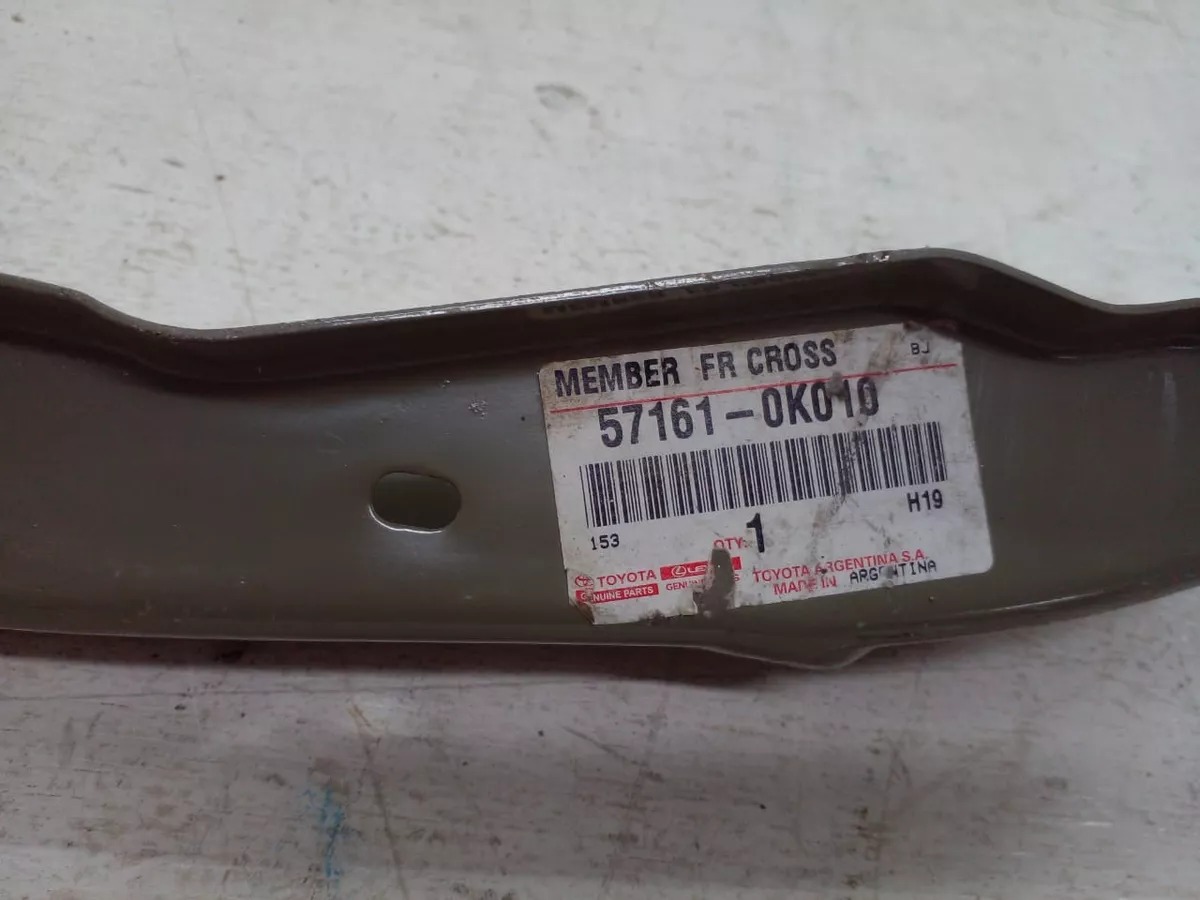 MEMBER FR CROSS BJ
57161-0K010
153 QTY. 1 H19
TOYOTA
GENUINE PARTS
TOYOTA ARGENTINA S.A.
MADE IN ARGENTINA